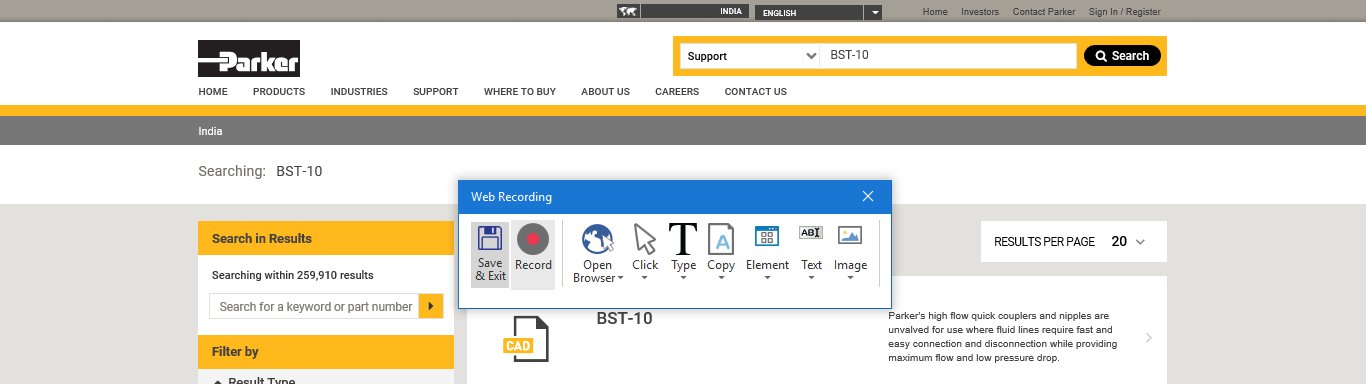 INDIA
ENGLISH
Home Investors Contact Parker Sign In / Register
Parker
Support BST-10 Search
HOME PRODUCTS INDUSTRIES SUPPORT WHERE TO BUY ABOUT US CAREERS CONTACT US
India
Searching: BST-10
Web Recording
Save & Exit
Record
Open Browser
Click
Type
Copy
Element
Text
Image
Search in Results
Searching within 259,910 results
Search for a keyword or part number
Filter by
Result Type
RESULTS PER PAGE 20
CAD
BST-10
Parker's high flow quick couplers and nipples are
unvalved for use where fluid lines require fast and
easy connection and disconnection while providing
maximum flow and low pressure drop.